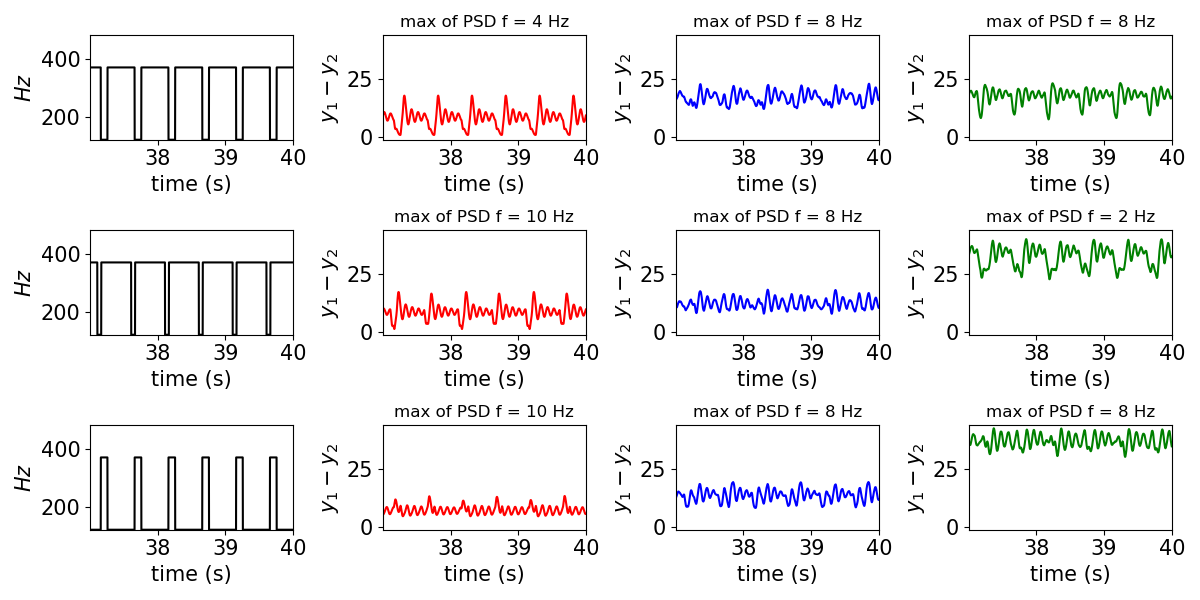 max of PSD f = 4 Hz
max of PSD f = 8 Hz
max of PSD f = 8 Hz
Hz
400
200
38 39 40
time (s)
y₁ − y₂
25
0
38 39 40
time (s)
y₁ − y₂
25
0
38 39 40
time (s)
y₁ − y₂
25
0
38 39 40
time (s)
max of PSD f = 10 Hz
max of PSD f = 8 Hz
max of PSD f = 2 Hz
Hz
400
200
38 39 40
time (s)
y₁ − y₂
25
0
38 39 40
time (s)
y₁ − y₂
25
0
38 39 40
time (s)
y₁ − y₂
25
0
38 39 40
time (s)
max of PSD f = 10 Hz
max of PSD f = 8 Hz
max of PSD f = 8 Hz
Hz
400
200
38 39 40
time (s)
y₁ − y₂
25
0
38 39 40
time (s)
y₁ − y₂
25
0
38 39 40
time (s)
y₁ − y₂
25
0
38 39 40
time (s)